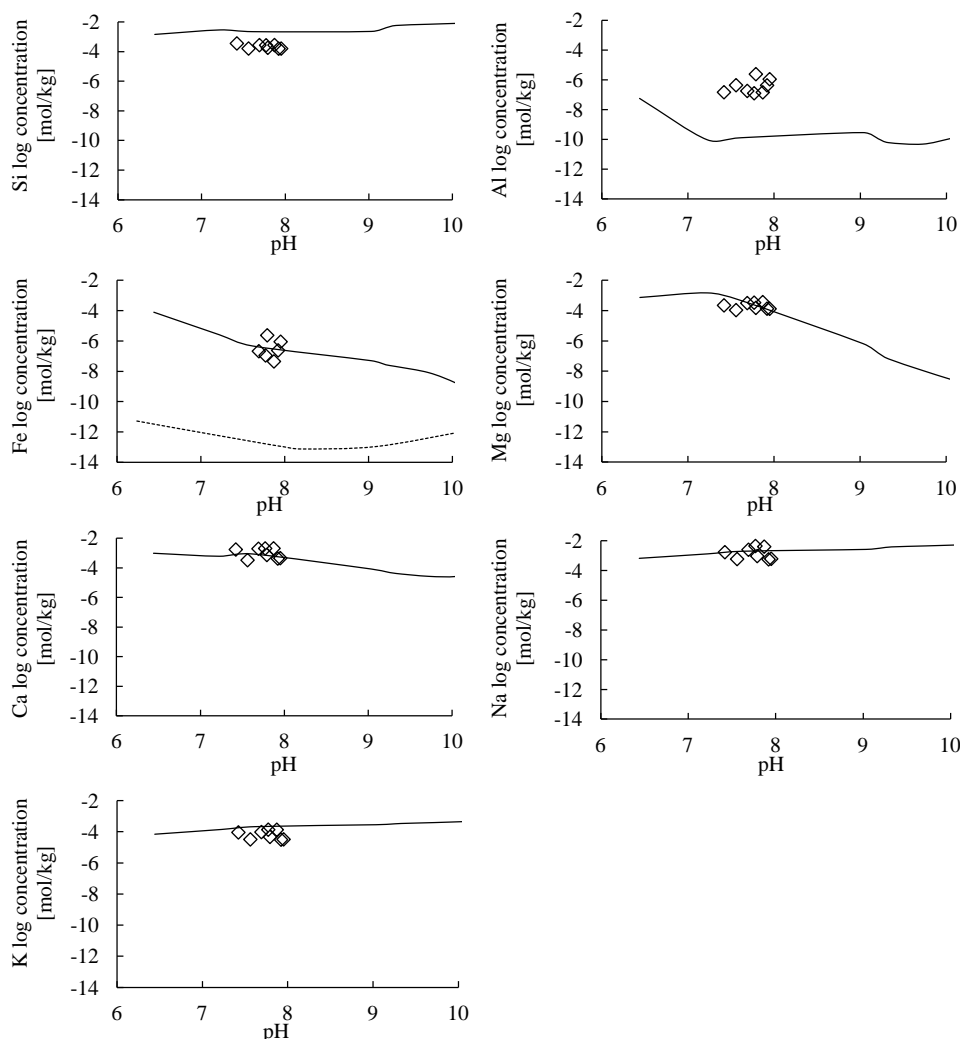 Si log concentration
[mol/kg]
-2
-4
-6
-8
-10
-12
-14
6 7 8 9 10
pH
Al log concentration
[mol/kg]
-2
-4
-6
-8
-10
-12
-14
6 7 8 9 10
pH
Fe log concentration
[mol/kg]
-2
-4
-6
-8
-10
-12
-14
6 7 8 9 10
pH
Mg log concentration
[mol/kg]
-2
-4
-6
-8
-10
-12
-14
6 7 8 9 10
pH
Ca log concentration
[mol/kg]
-2
-4
-6
-8
-10
-12
-14
6 7 8 9 10
pH
Na log concentration
[mol/kg]
-2
-4
-6
-8
-10
-12
-14
6 7 8 9 10
pH
K log concentration
[mol/kg]
-2
-4
-6
-8
-10
-12
-14
6 7 8 9 10
pH